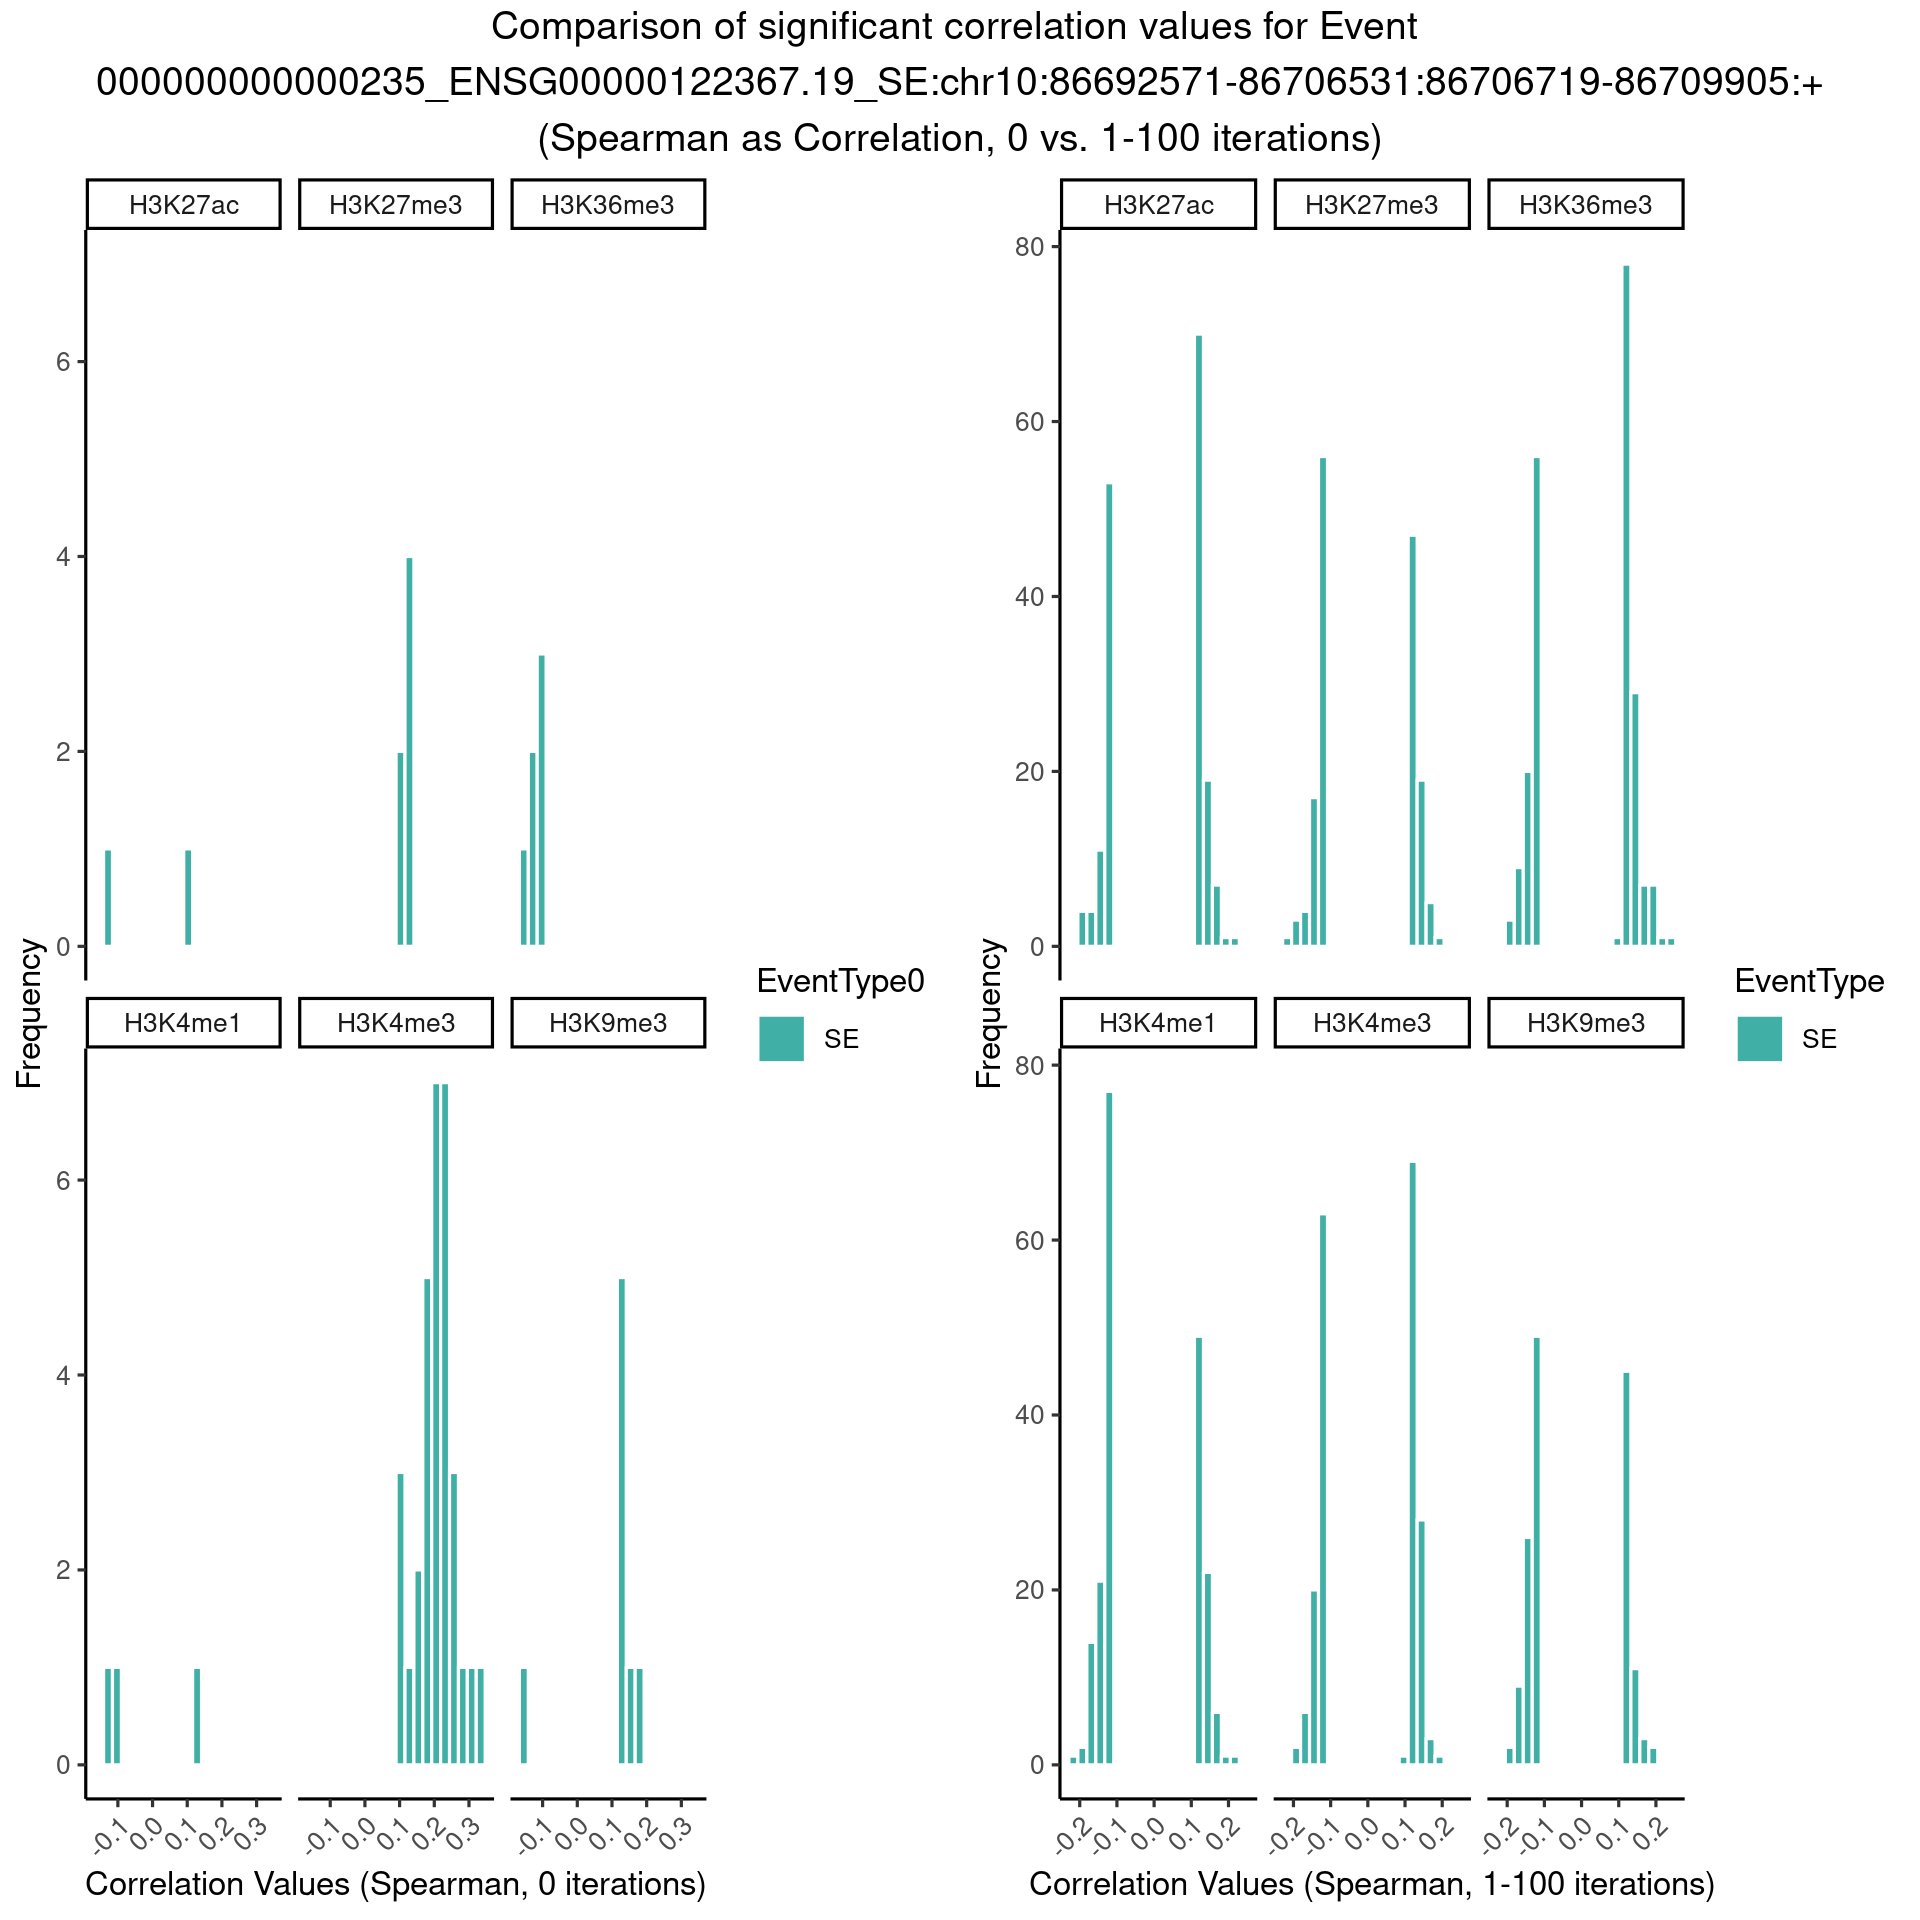 Comparison of significant correlation values for Event
000000000000235_ENSG00000122367.19_SE:chr10:86692571-86706531:86706719-86709905:+
(Spearman as Correlation, 0 vs. 1-100 iterations)
H3K27ac H3K27me3 H3K36me3
6
4
2
0
H3K4me1 H3K4me3 H3K9me3
6
4
2
0
-0.1 0.0 0.1 0.2 0.3 -0.1 0.0 0.1 0.2 0.3 -0.1 0.0 0.1 0.2 0.3
Frequency
Correlation Values (Spearman, 0 iterations)
EventType0
SE
H3K27ac H3K27me3 H3K36me3
80
60
40
20
0
H3K4me1 H3K4me3 H3K9me3
80
60
40
20
0
-0.2 -0.1 0.0 0.1 0.2 -0.2 -0.1 0.0 0.1 0.2 -0.2 -0.1 0.0 0.1 0.2
Frequency
Correlation Values (Spearman, 1-100 iterations)
EventType
SE